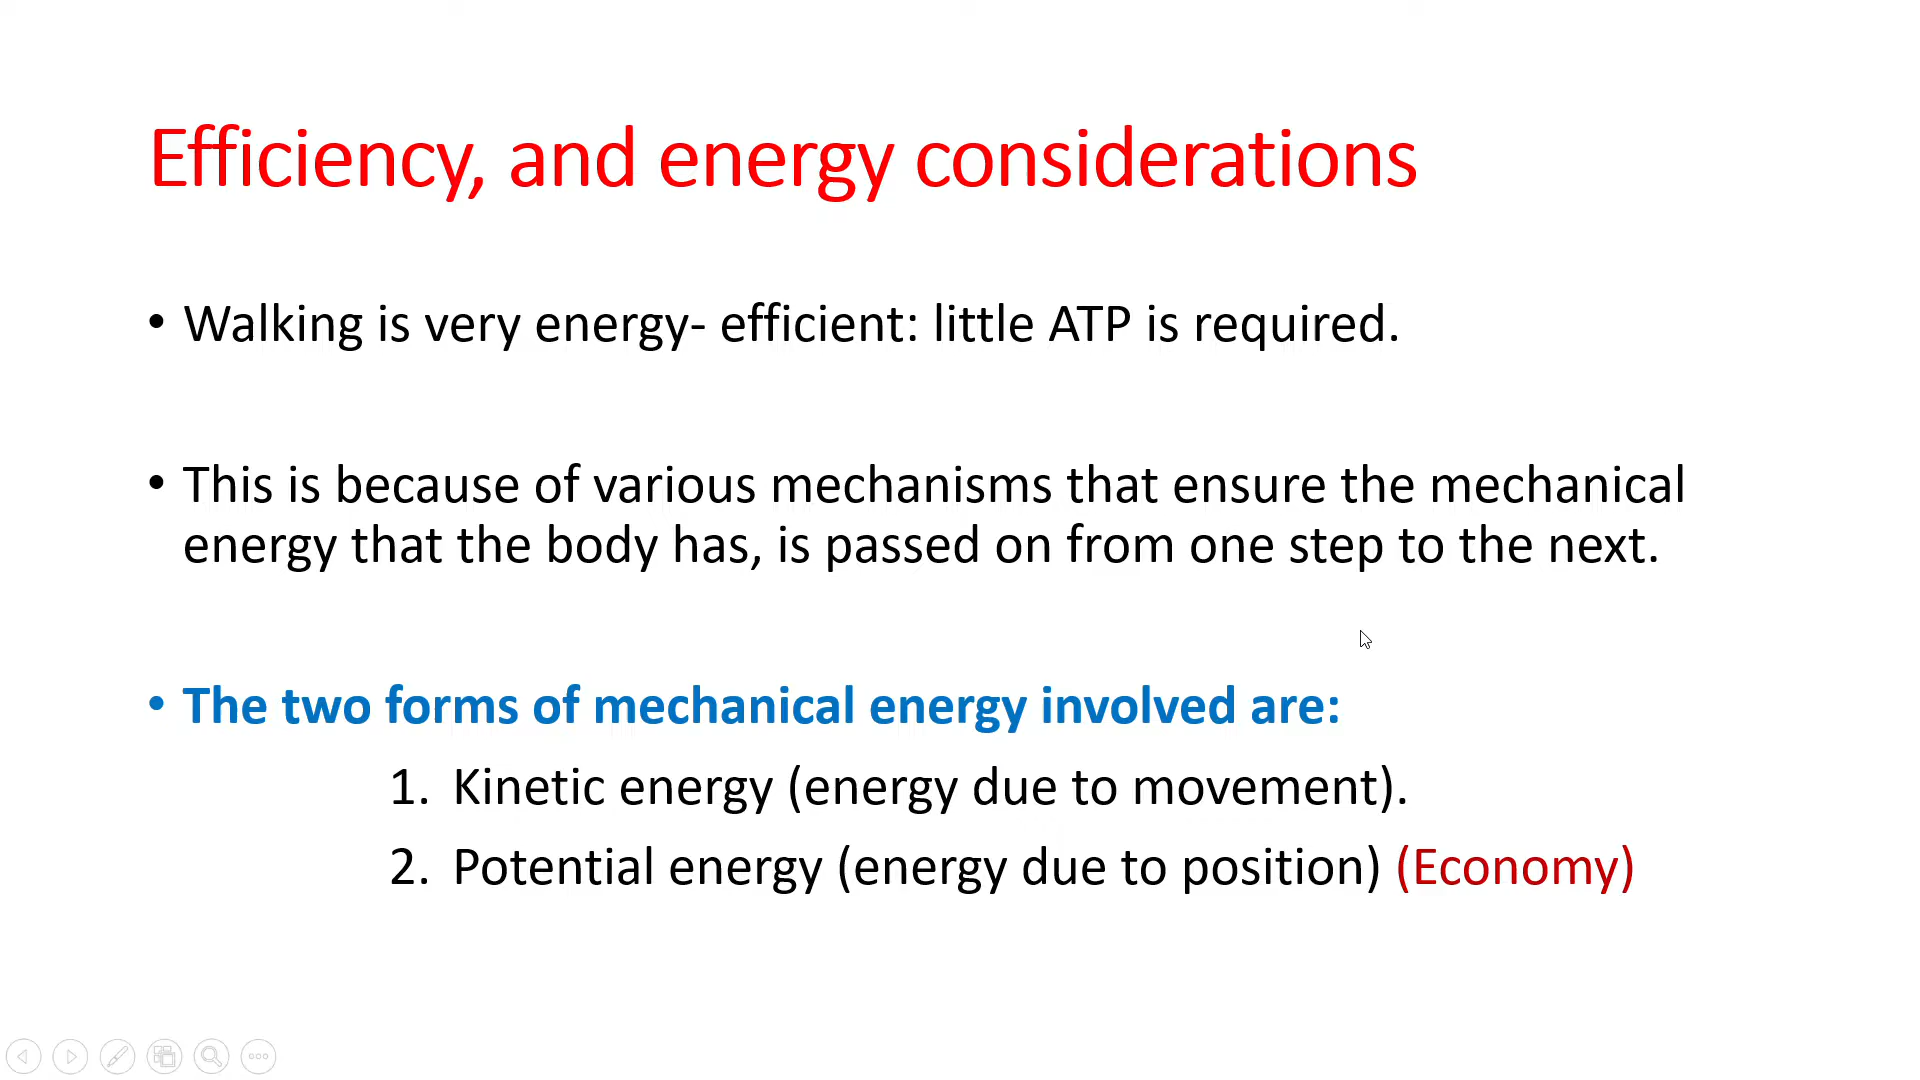 Efficiency, and energy considerations
• Walking is very energy- efficient: little ATP is required.
• This is because of various mechanisms that ensure the mechanical
energy that the body has, is passed on from one step to the next.
• The two forms of mechanical energy involved are:
1. Kinetic energy (energy due to movement).
2. Potential energy (energy due to position) (Economy)